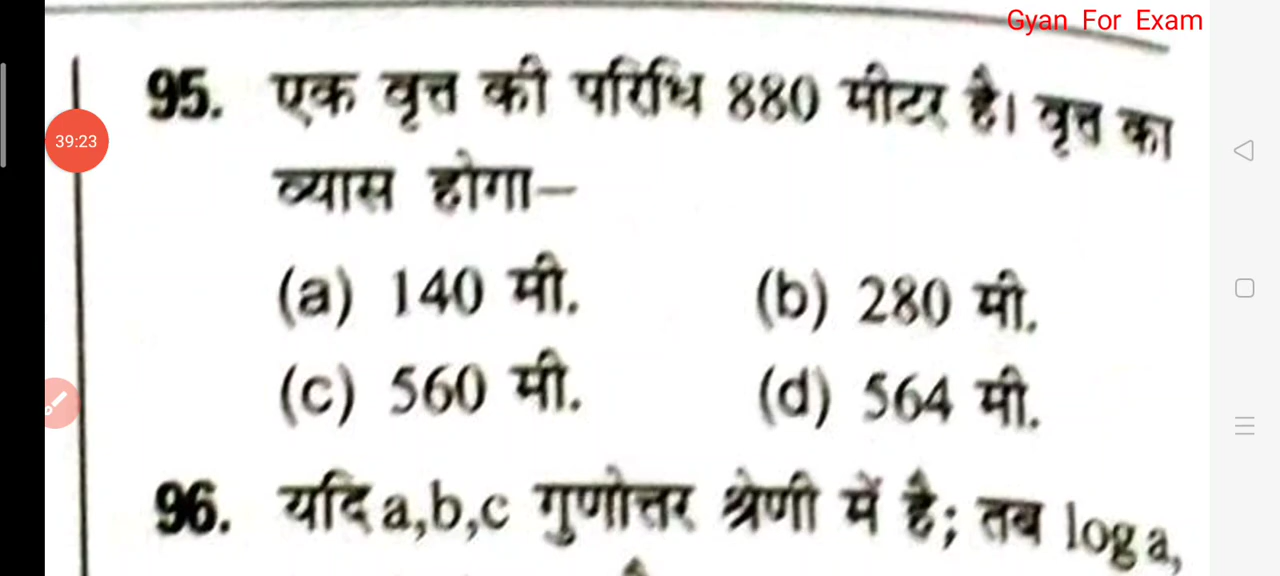 Gyan For Exam
39:23
95. एक वृत्त की परिधि 880 मीटर है। वृत्त का
व्यास होगा–
(a) 140 मी. (b) 280 मी.
(c) 560 मी. (d) 564 मी.
96. यदि a,b,c गुणोत्तर श्रेणी में है; तब log a,